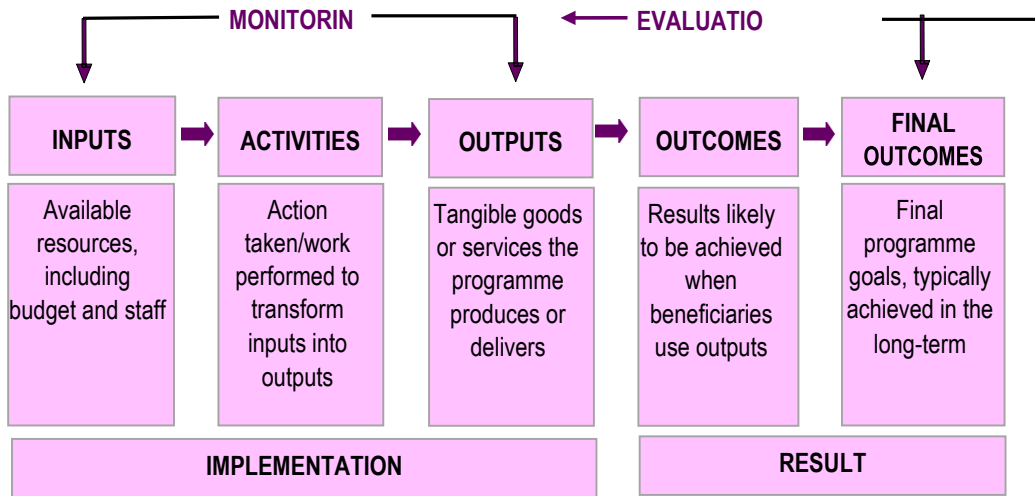 MONITORIN
EVALUATIO
INPUTS
ACTIVITIES
OUTPUTS
OUTCOMES
FINAL
OUTCOMES
Available
resources,
including
budget and staff
Action
taken/work
performed to
transform
inputs into
outputs
Tangible goods
or services the
programme
produces or
delivers
Results likely
to be achieved
when
beneficiaries
use outputs
Final
programme
goals, typically
achieved in the
long-term
IMPLEMENTATION
RESULT